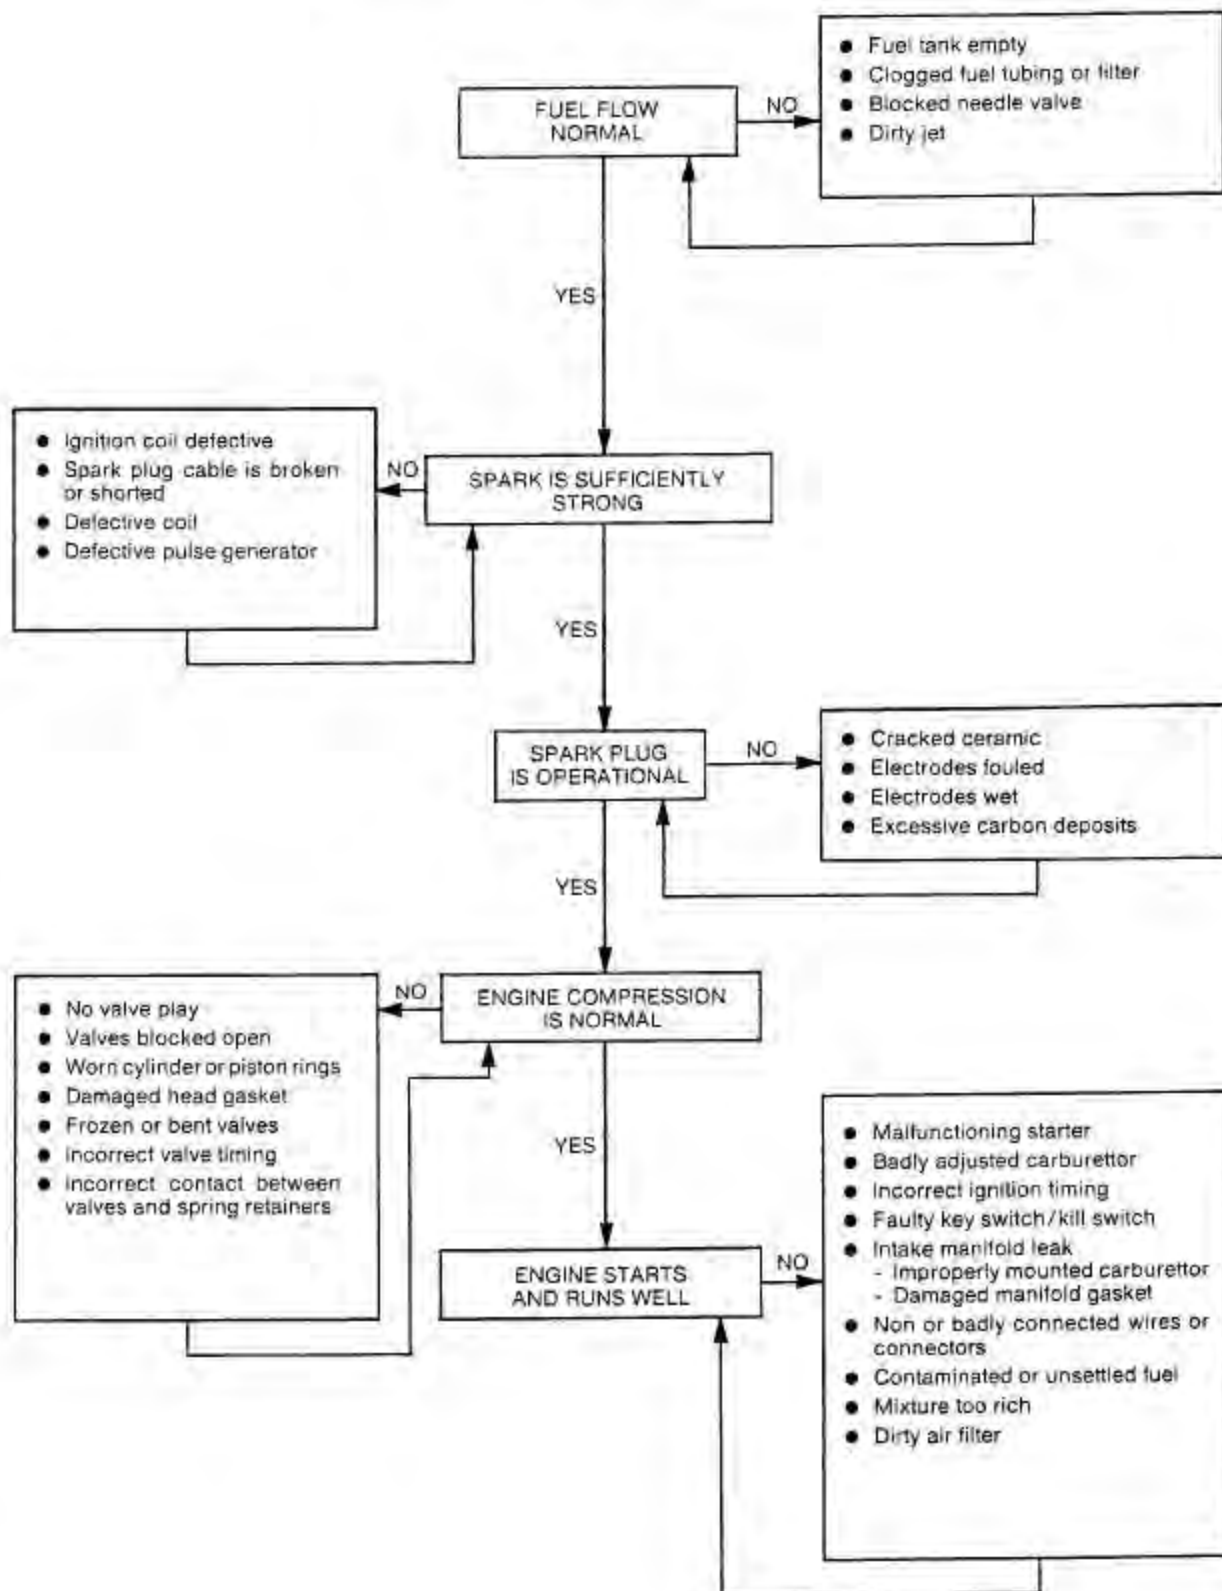 FUEL FLOW
NORMAL
NO
● Fuel tank empty
● Clogged fuel tubing or filter
● Blocked needle valve
● Dirty jet
YES
● Ignition coil defective
● Spark plug cable is broken
or shorted
● Defective coil
● Defective pulse generator
NO
SPARK IS SUFFICIENTLY
STRONG
YES
SPARK PLUG
IS OPERATIONAL
NO
● Cracked ceramic
● Electrodes fouled
● Electrodes wet
● Excessive carbon deposits
YES
● No valve play
● Valves blocked open
● Worn cylinder or piston rings
● Damaged head gasket
● Frozen or bent valves
● Incorrect valve timing
● Incorrect contact between
valves and spring retainers
NO
ENGINE COMPRESSION
IS NORMAL
YES
ENGINE STARTS
AND RUNS WELL
NO
● Malfunctioning starter
● Badly adjusted carburettor
● Incorrect ignition timing
● Faulty key switch/kill switch
● Intake manifold leak
- Improperly mounted carburettor
- Damaged manifold gasket
● Non or badly connected wires or
connectors
● Contaminated or unsettled fuel
● Mixture too rich
● Dirty air filter